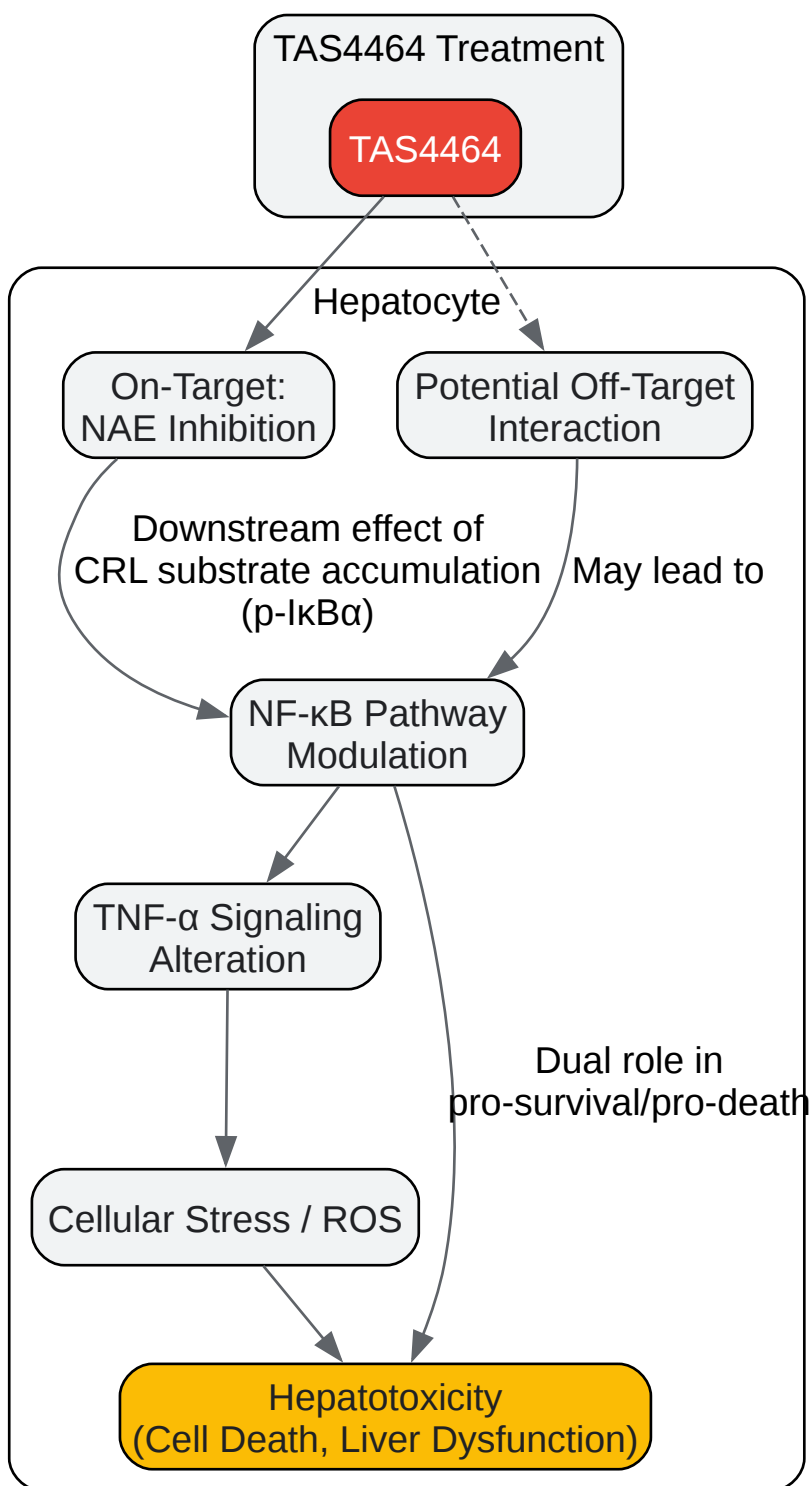 TAS4464 Treatment
TAS4464
Hepatocyte
On-Target:
NAE Inhibition
Potential Off-Target
Interaction
Downstream effect of
CRL substrate accumulation
(p-IκBα)
May lead to
NF-κB Pathway
Modulation
TNF-α Signaling
Alteration
Dual role in
pro-survival/pro-death
Cellular Stress / ROS
Hepatotoxicity
(Cell Death, Liver Dysfunction)